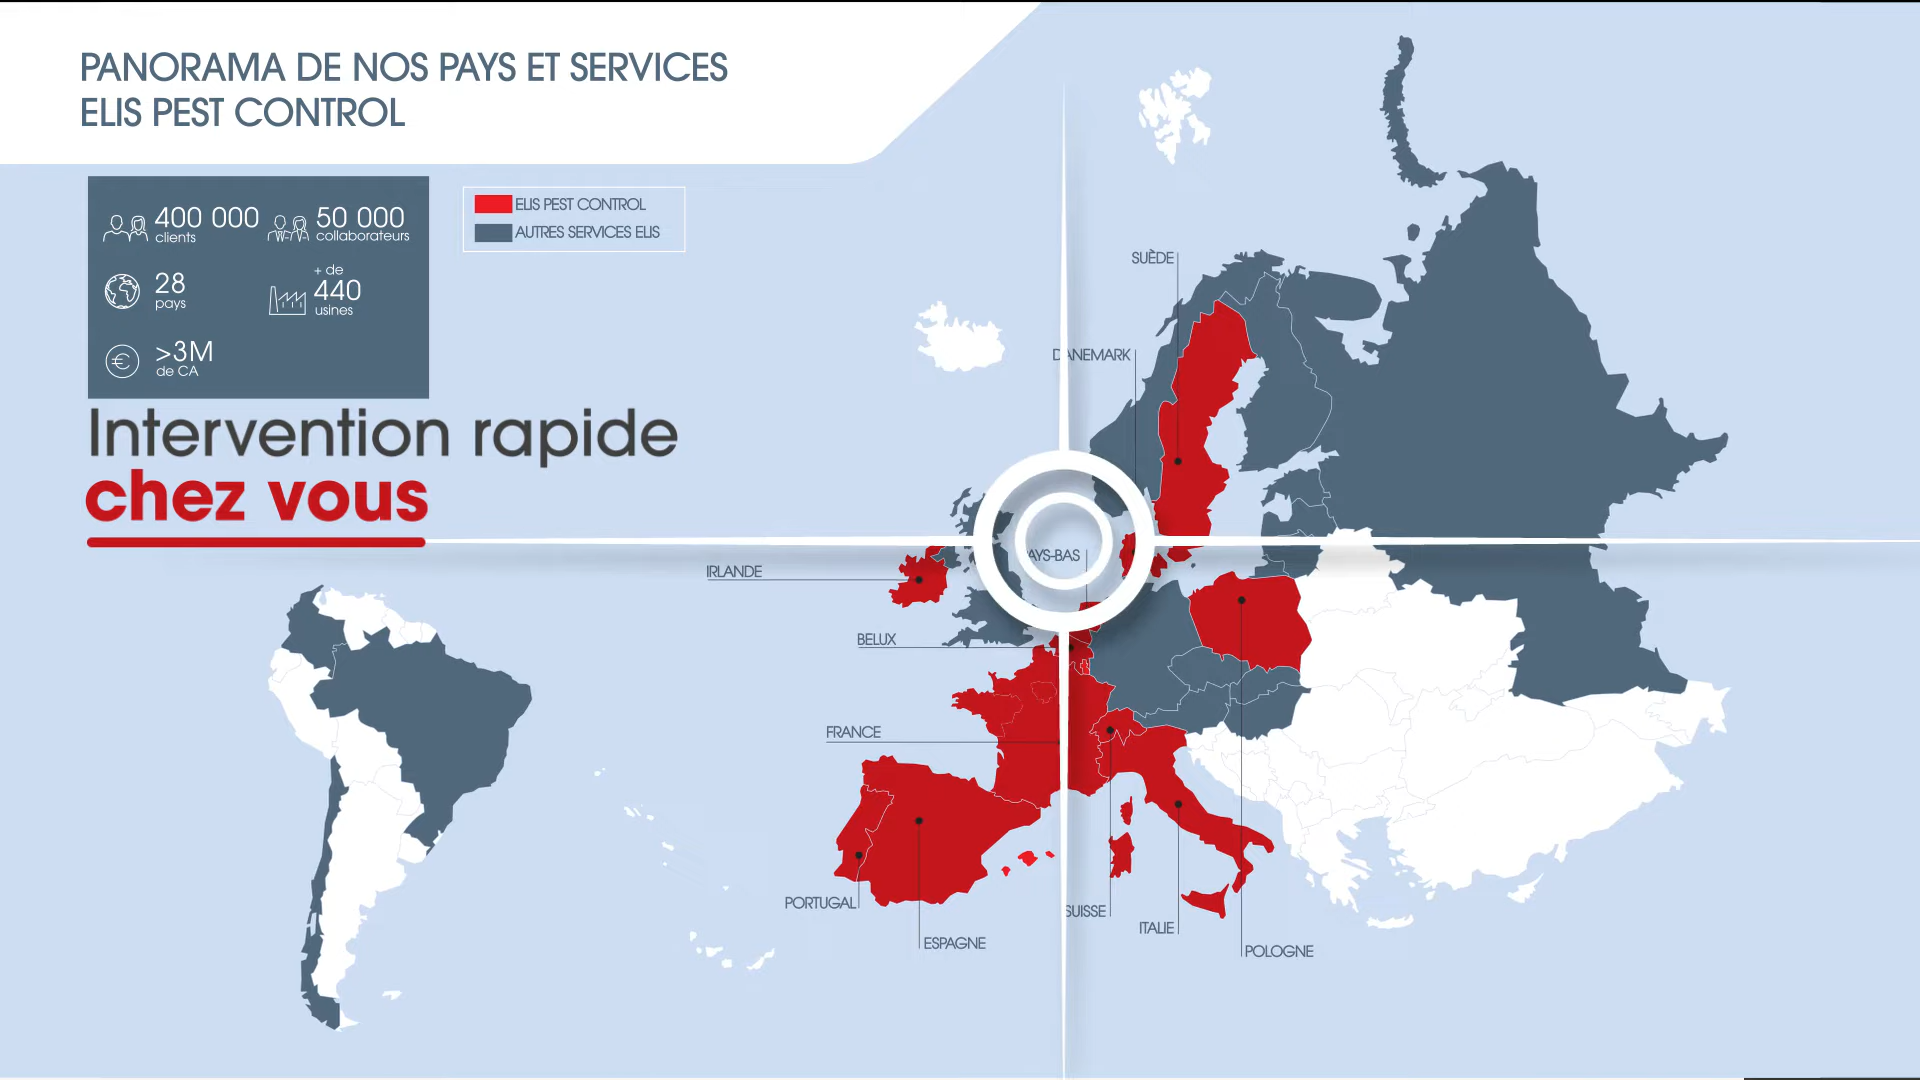 PANORAMA DE NOS PAYS ET SERVICES
ELIS PEST CONTROL
400 000
clients
50 000
collaborateurs
28
pays
+ de
440
usines
>3M
de CA
ELIS PEST CONTROL
AUTRES SERVICES ELIS
Intervention rapide
chez vous
SUÈDE
DANEMARK
AYS-BAS
IRLANDE
BELUX
FRANCE
PORTUGAL
ESPAGNE
SUISSE
ITALIE
POLOGNE